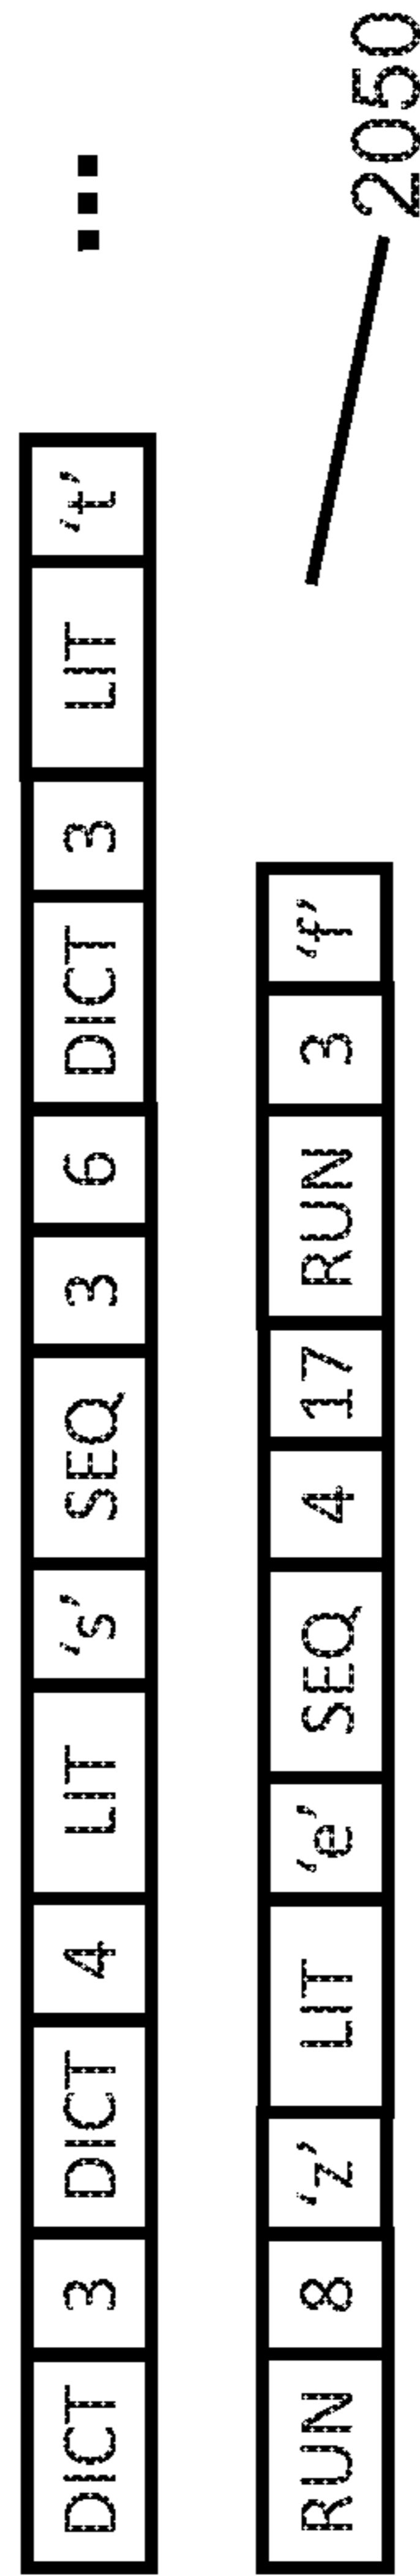 DICT 3 DICT 4 LIT ‘s’ SEQ 3 6 DICT 3 LIT ‘t’ ...
RUN 8 ‘z’ LIT ‘e’ SEQ 4 17 RUN 3 ‘f’
2050